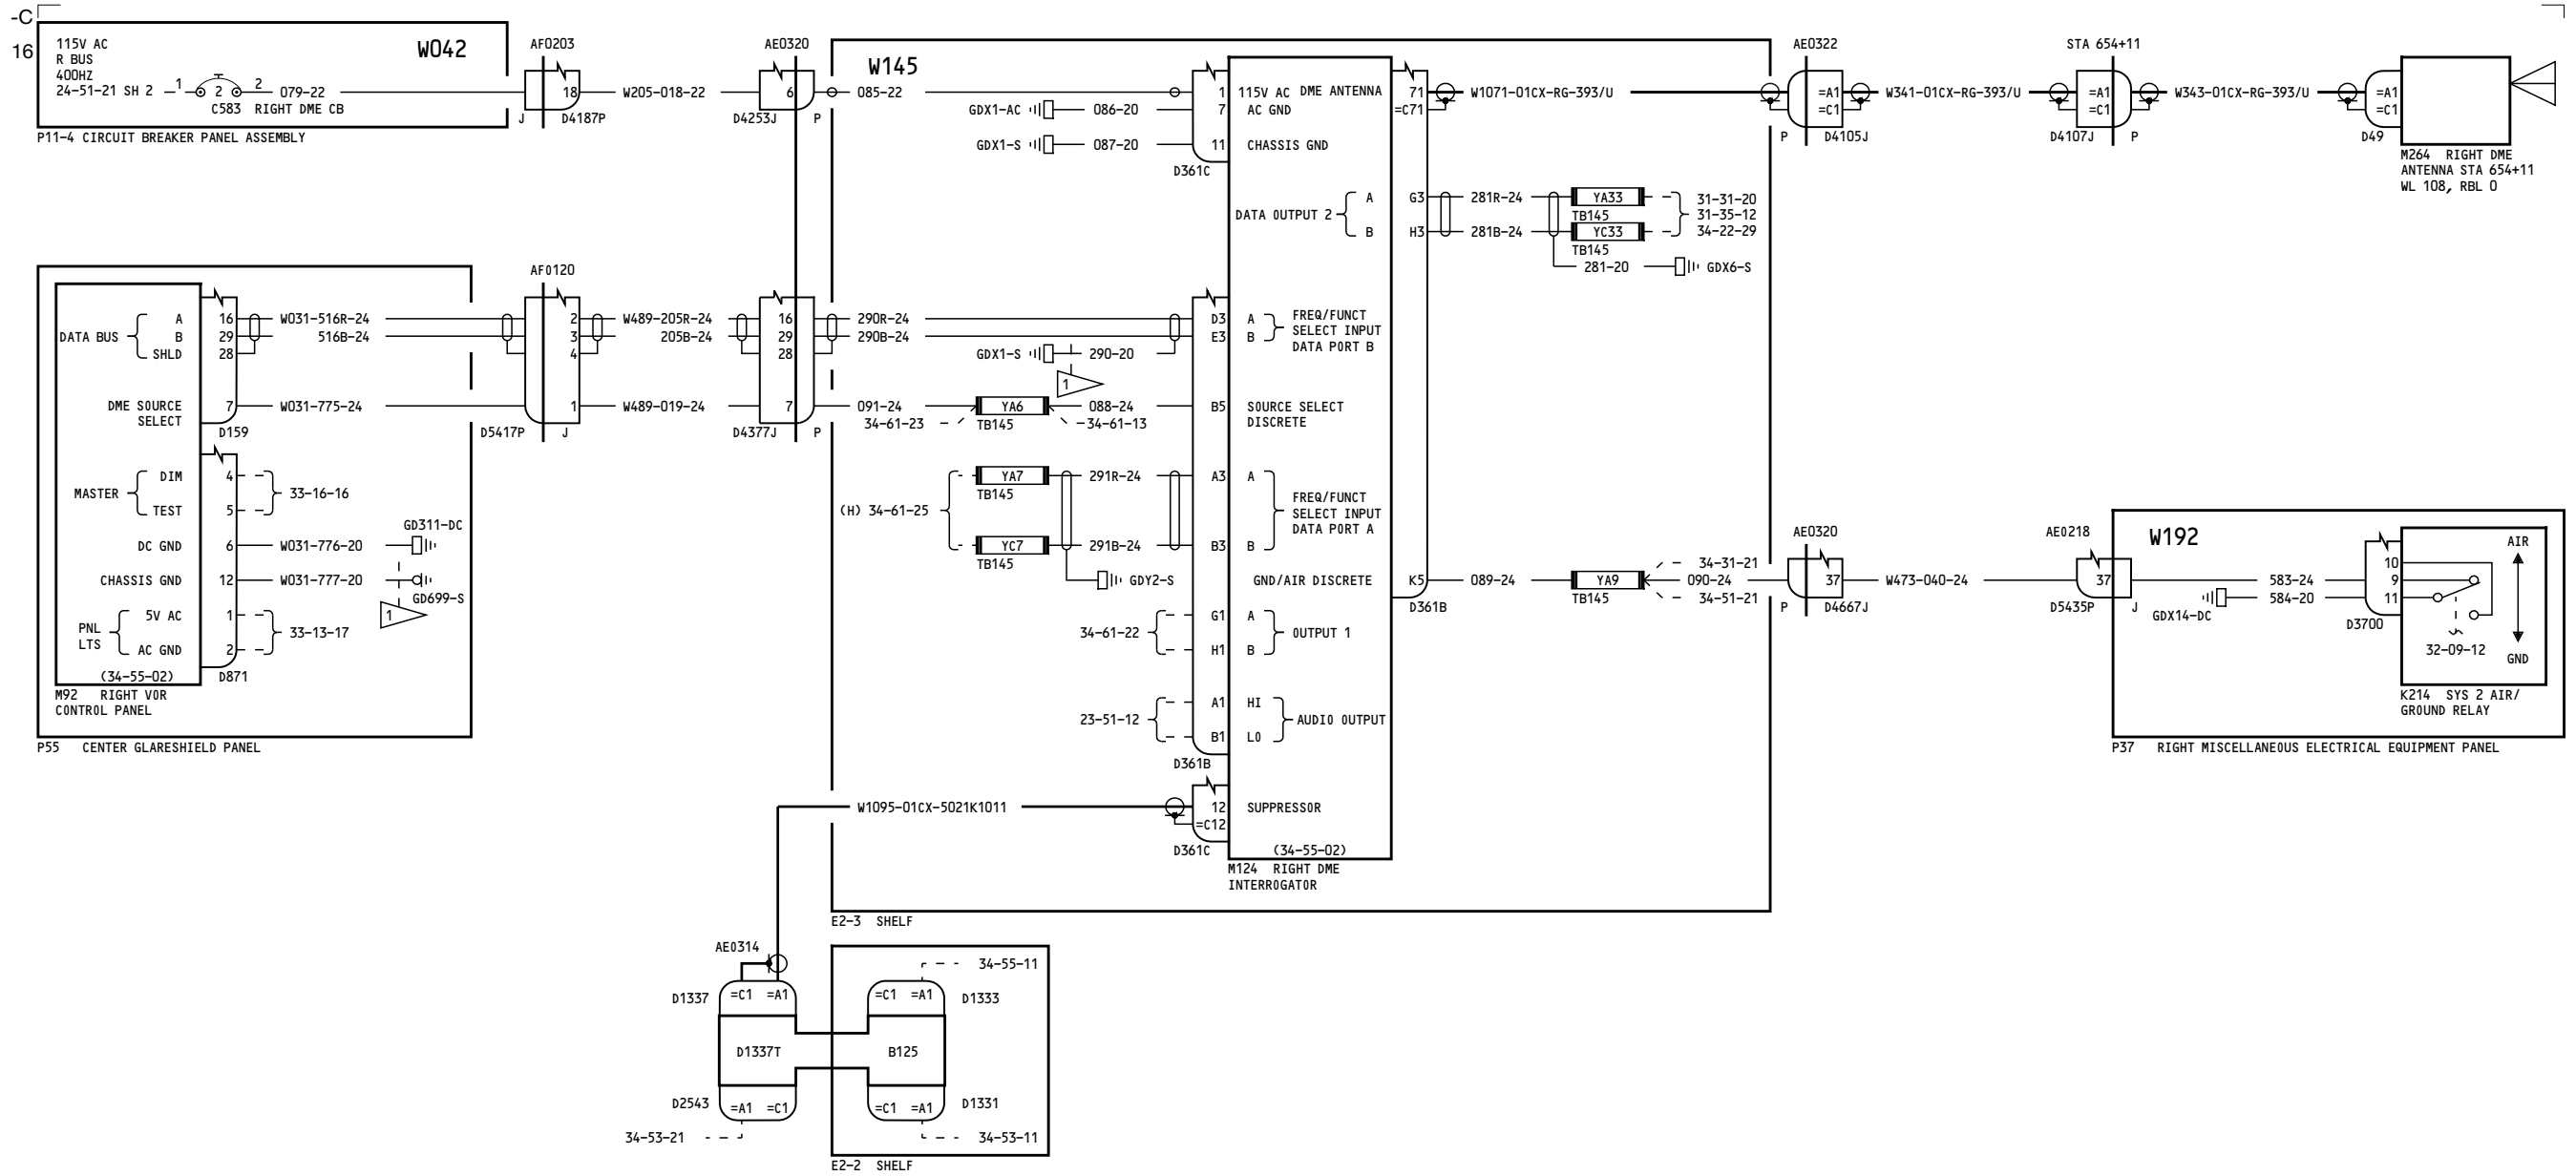 -C
16
115V AC
R BUS
400HZ
24-51-21 SH 2
1
2
2
079-22
C583 RIGHT DME CB
W042
P11-4 CIRCUIT BREAKER PANEL ASSEMBLY
AF0203
18
J
D4187P
W205-018-22
AE0320
6
D4253J
P
W145
085-22
GDX1-AC
086-20
GDX1-S
087-20
1
7
11
D361C
115V AC
AC GND
CHASSIS GND
DME ANTENNA
71
=C71
W1071-01CX-RG-393/U
AE0322
=A1
=C1
P
D4105J
W341-01CX-RG-393/U
STA 654+11
=A1
=C1
D4107J
P
W343-01CX-RG-393/U
=A1
=C1
D49
M264 RIGHT DME
ANTENNA STA 654+11
WL 108, RBL 0
DATA OUTPUT 2
A
B
G3
H3
281R-24
281B-24
281-20
YA33
TB145
YC33
TB145
31-31-20
31-35-12
34-22-29
GDX6-S
DATA BUS
A
B
SHLD
16
29
28
W031-516R-24
516B-24
DME SOURCE
SELECT
7
W031-775-24
D159
AF0120
2
3
4
1
D5417P
J
W489-205R-24
205B-24
W489-019-24
16
29
28
7
D4377J
P
290R-24
290B-24
GDX1-S
290-20
1
091-24
34-61-23
YA6
TB145
088-24
34-61-13
D3
E3
A
B
FREQ/FUNCT
SELECT INPUT
DATA PORT B
B5
SOURCE SELECT
DISCRETE
MASTER
DIM
TEST
4
5
33-16-16
DC GND
6
W031-776-20
GD311-DC
CHASSIS GND
12
W031-777-20
GD699-S
1
PNL
LTS
5V AC
AC GND
1
2
33-13-17
(34-55-02)
D871
M92 RIGHT VOR
CONTROL PANEL
P55 CENTER GLARESHIELD PANEL
(H) 34-61-25
YA7
TB145
YC7
TB145
291R-24
291B-24
GDY2-S
A3
B3
A
B
FREQ/FUNCT
SELECT INPUT
DATA PORT A
GND/AIR DISCRETE
K5
D361B
089-24
YA9
TB145
34-31-21
090-24
34-51-21
AE0320
37
P
D4667J
W473-040-24
AE0218
37
D5435P
J
W192
583-24
584-20
GDX14-DC
10
9
11
D3700
AIR
GND
32-09-12
K214 SYS 2 AIR/
GROUND RELAY
P37 RIGHT MISCELLANEOUS ELECTRICAL EQUIPMENT PANEL
34-61-22
G1
H1
A
B
OUTPUT 1
23-51-12
A1
B1
HI
LO
AUDIO OUTPUT
D361B
W1095-01CX-5021K1011
12
=C12
SUPPRESSOR
D361C
(34-55-02)
M124 RIGHT DME
INTERROGATOR
E2-3 SHELF
AE0314
D1337
=C1
=A1
D1337T
D2543
=A1
=C1
34-53-21
34-55-11
=C1
=A1
D1333
B125
=C1
=A1
D1331
34-53-11
E2-2 SHELF